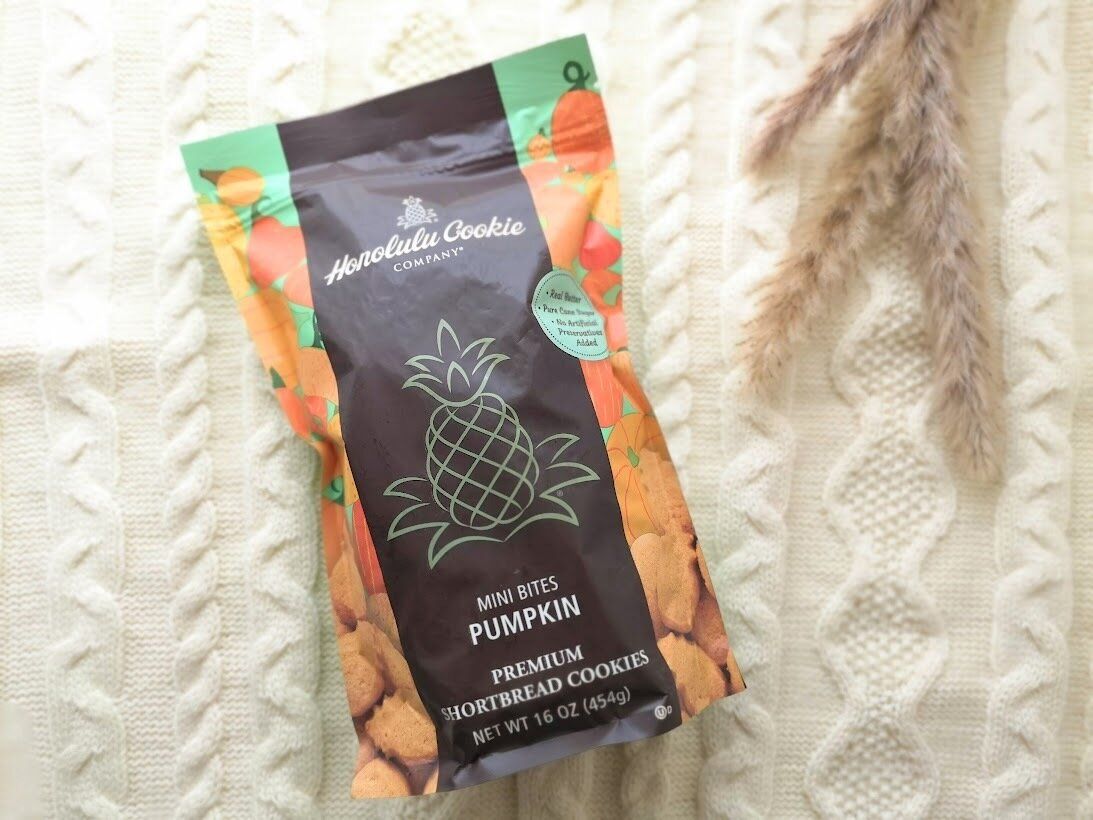 Honolulu Cookie
COMPANY®
• Real Butter
• Pure Cane Sugar
• No Artificial
Preservatives
Added
®
MINI BITES
PUMPKIN
PREMIUM
SHORTBREAD COOKIES
NET WT 16 OZ (454g)
U D